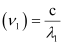 (ν₁) = c/λ₁